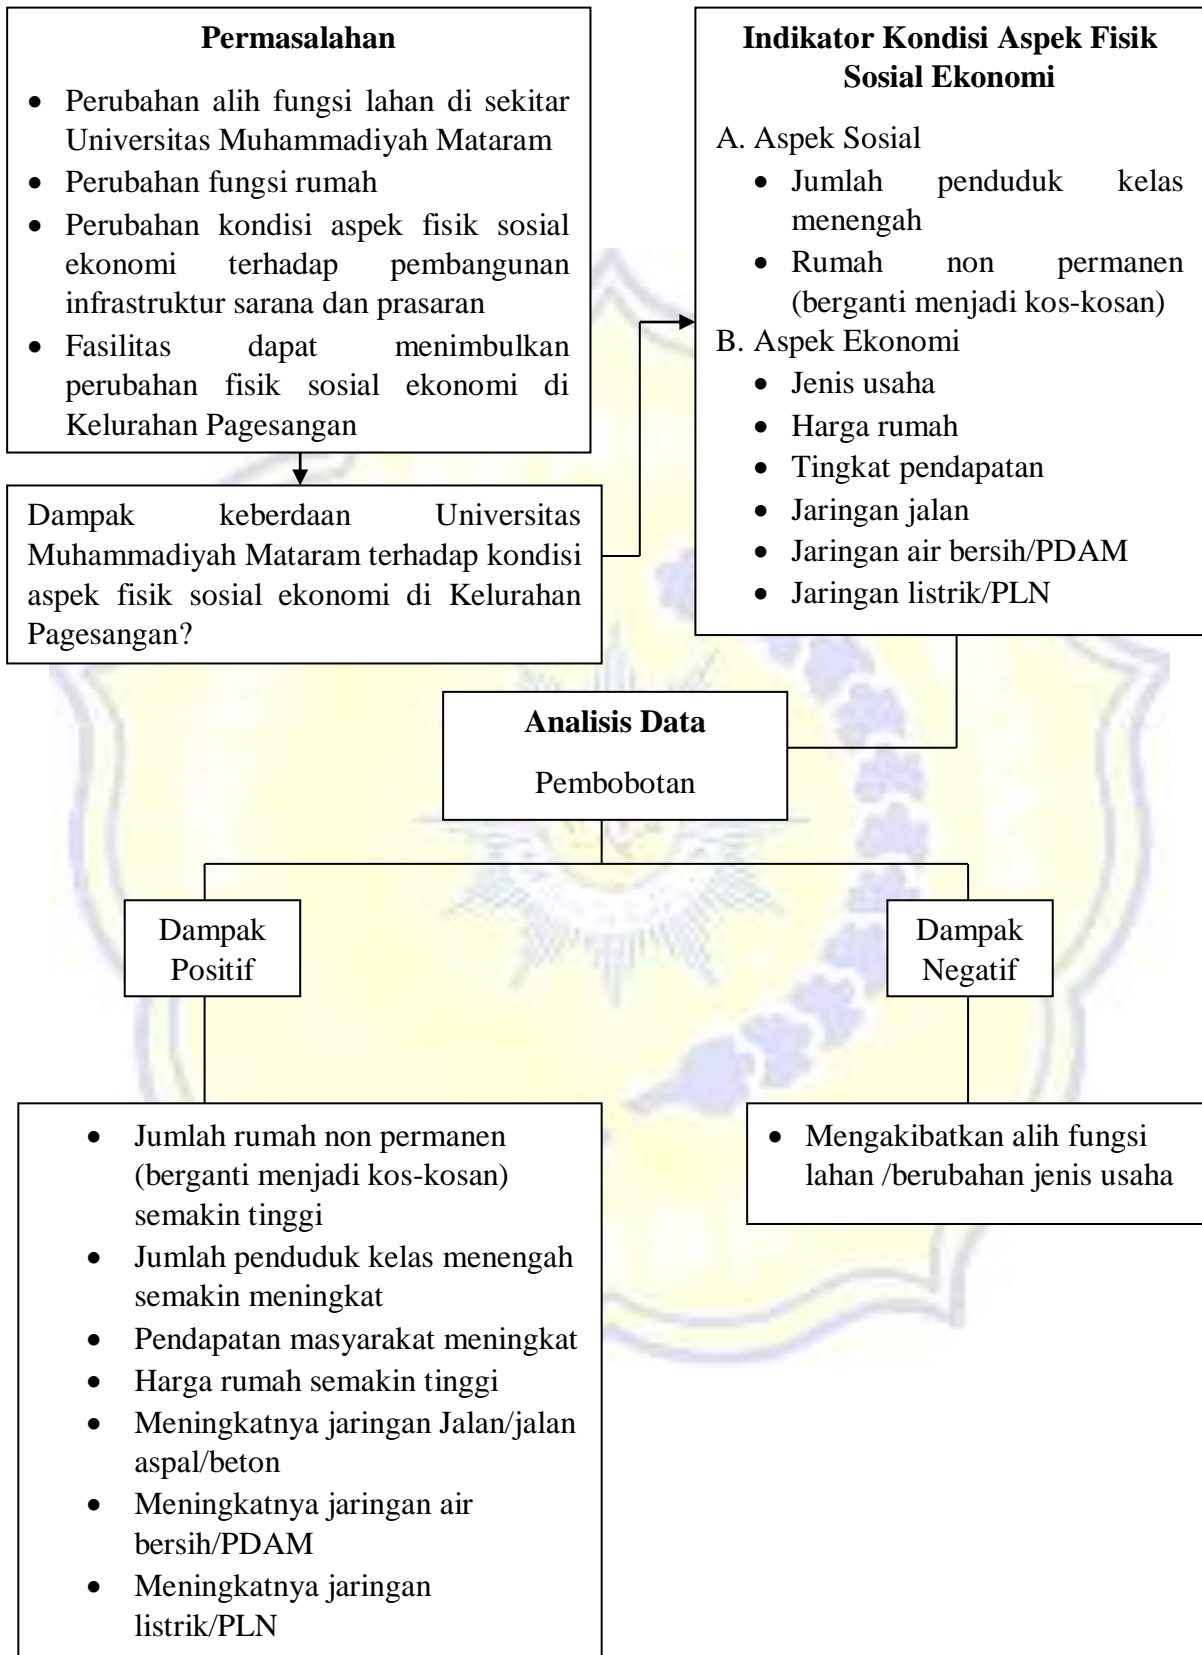 Permasalahan
• Perubahan alih fungsi lahan di sekitar
Universitas Muhammadiyah Mataram
• Perubahan fungsi rumah
• Perubahan kondisi aspek fisik sosial
ekonomi terhadap pembangunan
infrastruktur sarana dan prasaran
• Fasilitas dapat menimbulkan
perubahan fisik sosial ekonomi di
Kelurahan Pagesangan
Dampak keberdaan Universitas
Muhammadiyah Mataram terhadap kondisi
aspek fisik sosial ekonomi di Kelurahan
Pagesangan?
Indikator Kondisi Aspek Fisik
Sosial Ekonomi
A. Aspek Sosial
• Jumlah penduduk kelas
menengah
• Rumah non permanen
(berganti menjadi kos-kosan)
B. Aspek Ekonomi
• Jenis usaha
• Harga rumah
• Tingkat pendapatan
• Jaringan jalan
• Jaringan air bersih/PDAM
• Jaringan listrik/PLN
Analisis Data
Pembobotan
Dampak
Positif
Dampak
Negatif
• Jumlah rumah non permanen
(berganti menjadi kos-kosan)
semakin tinggi
• Jumlah penduduk kelas menengah
semakin meningkat
• Pendapatan masyarakat meningkat
• Harga rumah semakin tinggi
• Meningkatnya jaringan Jalan/jalan
aspal/beton
• Meningkatnya jaringan air
bersih/PDAM
• Meningkatnya jaringan
listrik/PLN
• Mengakibatkan alih fungsi
lahan /berubahan jenis usaha